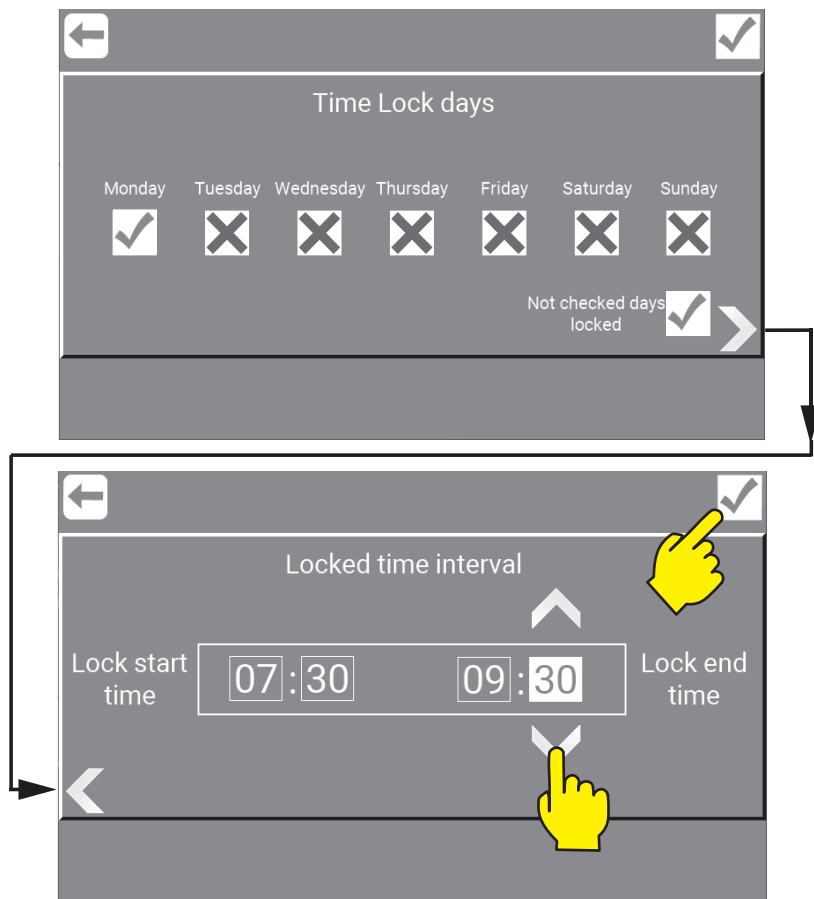 Time Lock days
Monday Tuesday Wednesday Thursday Friday Saturday Sunday
Not checked days
locked
Locked time interval
Lock start
time
07:30
09:30
Lock end
time